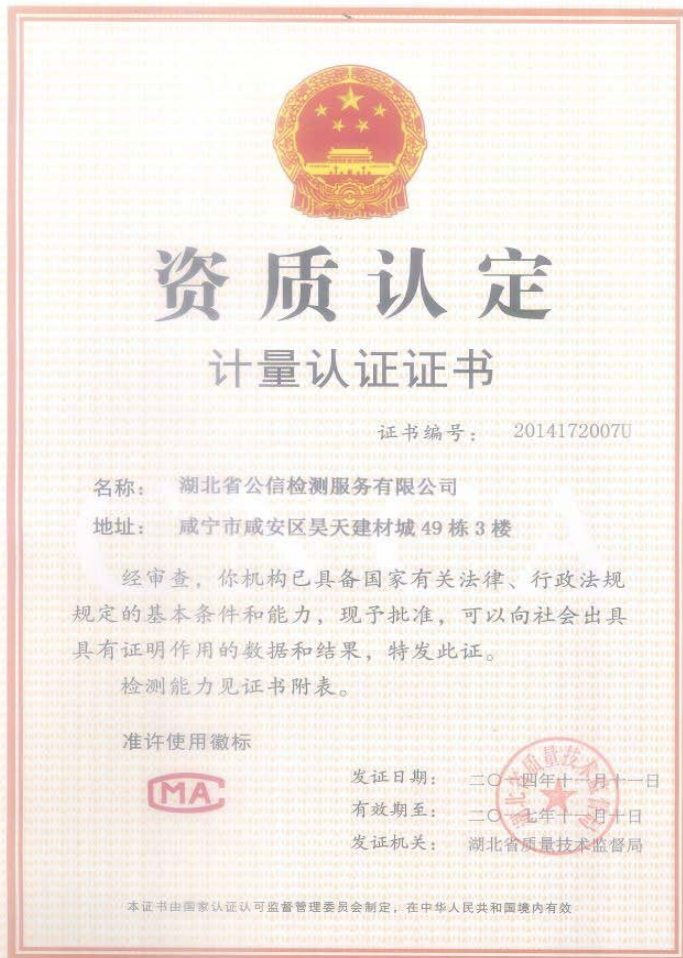 资质认定
计量认证证书
证书编号： 2014172007U
名称： 湖北省公信检测服务有限公司
地址： 咸宁市咸安区昊天建材城49栋3楼
经审查，你机构已具备国家有关法律、行政法规
规定的基本条件和能力，现予批准，可以向社会出具
具有证明作用的数据和结果，特发此证。
检测能力见证书附表。
准许使用徽标
MA
发证日期： 二〇一四年十一月十一日
有效期至： 二〇一七年十一月十日
发证机关： 湖北省质量技术监督局
湖北省质量技术监督局
本证书由国家认证认可监督管理委员会制定，在中华人民共和国境内有效